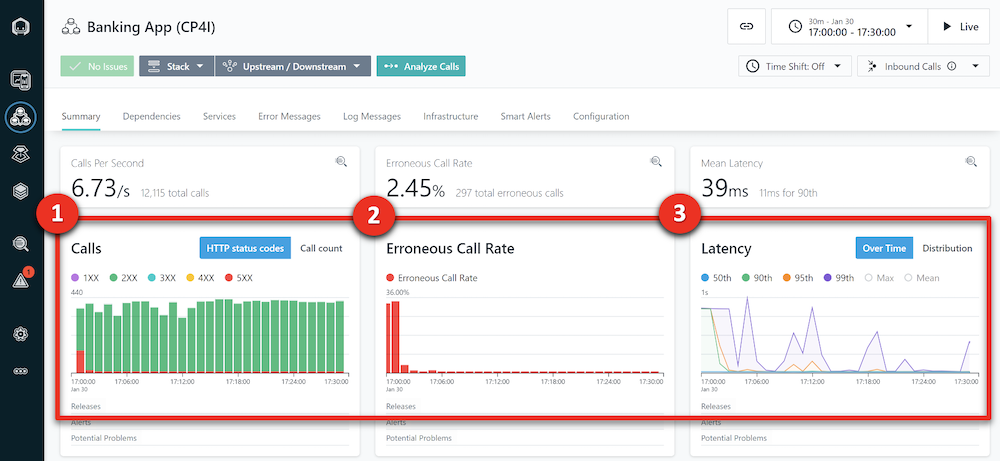 Banking App (CP4I)
30m - Jan 30
17:00:00 - 17:30:00
Live
No Issues
Stack
Upstream / Downstream
Analyze Calls
Time Shift: Off
Inbound Calls
Summary
Dependencies
Services
Error Messages
Log Messages
Infrastructure
Smart Alerts
Configuration
Calls Per Second
6.73/s
12,115 total calls
Erroneous Call Rate
2.45%
297 total erroneous calls
Mean Latency
39ms
11ms for 90th
1
2
3
1
Calls
HTTP status codes
Call count
1XX
2XX
3XX
4XX
5XX
440
17:00:00
Jan 30
17:06:00
17:12:00
17:18:00
17:24:00
17:30:00
Releases
Alerts
Potential Problems
Erroneous Call Rate
Erroneous Call Rate
36.00%
17:00:00
Jan 30
17:06:00
17:12:00
17:18:00
17:24:00
17:30:00
Releases
Alerts
Potential Problems
Latency
Over Time
Distribution
50th
90th
95th
99th
Max
Mean
1s
17:00:00
Jan 30
17:06:00
17:12:00
17:18:00
17:24:00
17:30:00
Releases
Alerts
Potential Problems